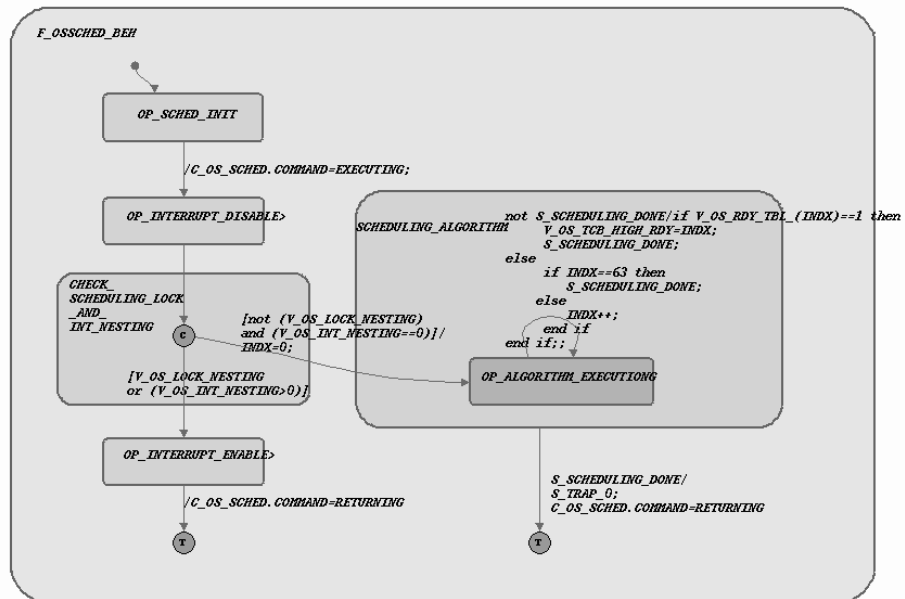 F_OSSCHED_BEH
OP_SCHED_INIT
/C_OS_SCHED.COMMAND=EXECUTING;
OP_INTERRUPT_DISABLE>
CHECK_
SCHEDULING_LOCK
_AND_
INT_NESTING
C
[not (V_OS_LOCK_NESTING)
and (V_OS_INT_NESTING==0)]/
INDX=0;
[V_OS_LOCK_NESTING
or (V_OS_INT_NESTING>0)]
OP_INTERRUPT_ENABLE>
/C_OS_SCHED.COMMAND=RETURNING
T
SCHEDULING_ALGORITHM
not S_SCHEDULING_DONE/if V_OS_RDY_TBL_(INDX)==1 then
V_OS_TCB_HIGH_RDY=INDX;
S_SCHEDULING_DONE;
else
if INDX==63 then
S_SCHEDULING_DONE;
else
INDX++;
end if
end if;;
OP_ALGORITHM_EXECUTIONG
S_SCHEDULING_DONE/
S_TRAP_0;
C_OS_SCHED.COMMAND=RETURNING
T